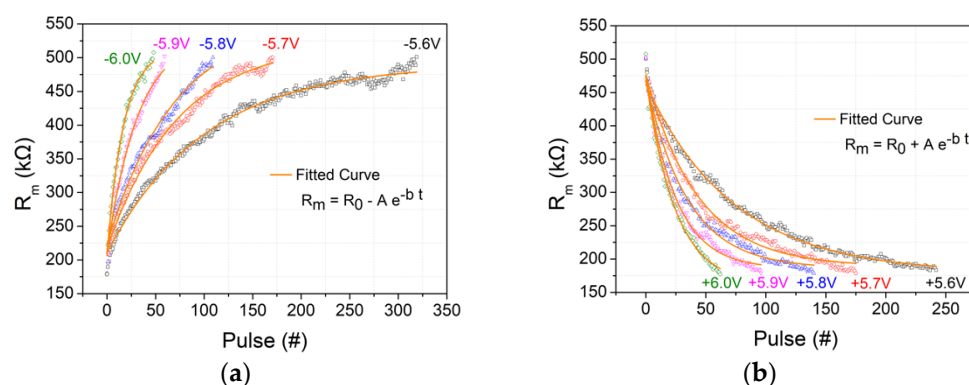 550
500
450
400
350
300
250
200
150
R_m (kΩ)
-6.0V
-5.9V
-5.8V
-5.7V
-5.6V
Fitted Curve
R_m = R_0 - A e^-b t
0 50 100 150 200 250 300 350
Pulse (#)
(a)
550
500
450
400
350
300
250
200
150
R_m (kΩ)
Fitted Curve
R_m = R_0 + A e^-b t
+6.0V +5.9V +5.8V +5.7V +5.6V
0 50 100 150 200 250
Pulse (#)
(b)